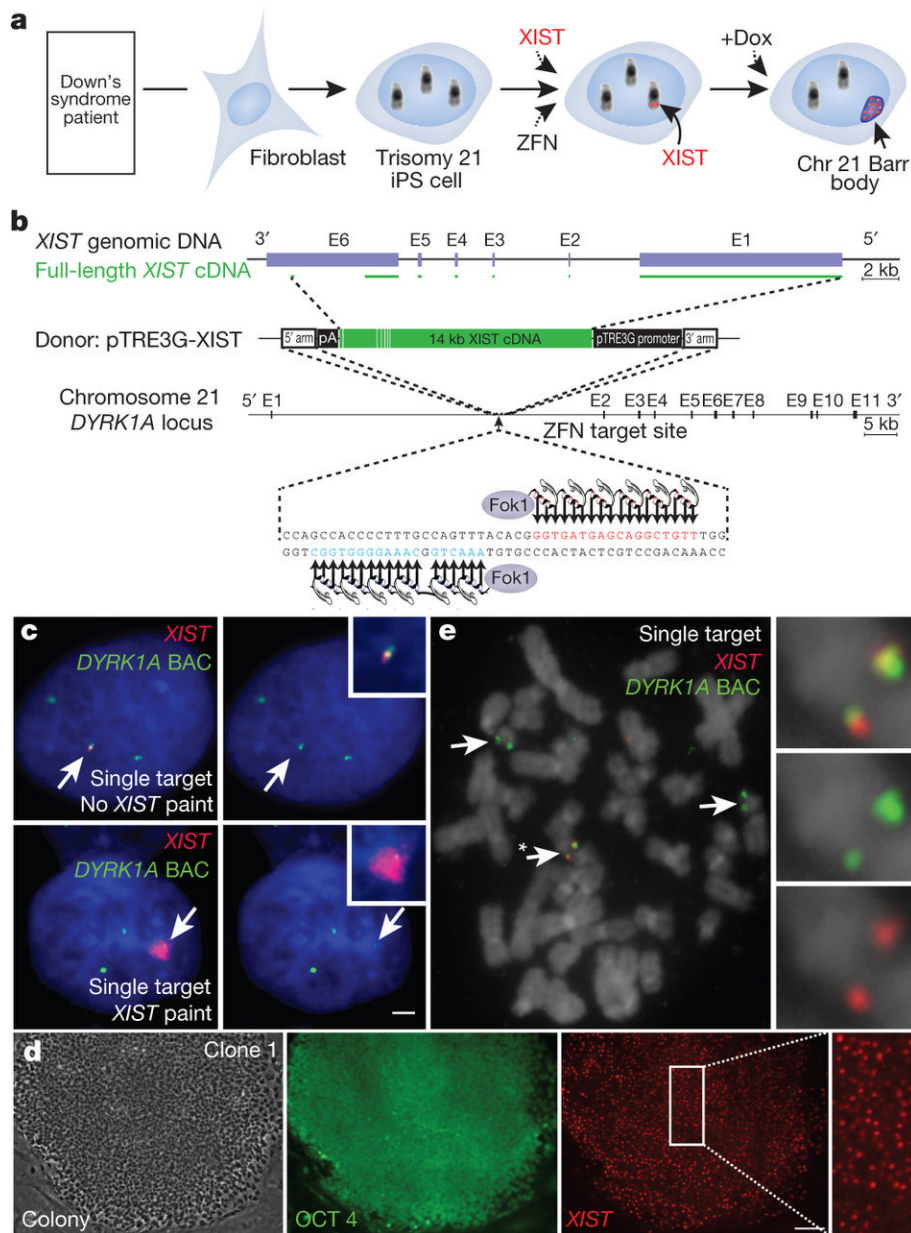 a
Down's
syndrome
patient
Fibroblast
Trisomy 21
iPS cell
XIST
ZFN
XIST
+Dox
Chr 21 Barr
body
b
XIST genomic DNA
3′ E6 E5 E4 E3 E2 E1 5′
Full-length XIST cDNA
2 kb
Donor: pTRE3G-XIST
5′ arm pA 14 kb XIST cDNA pTRE3G promoter 3′ arm
Chromosome 21
DYRK1A locus
5′ E1 E2 E3 E4 E5 E6 E7 E8 E9 E10 E11 3′
ZFN target site
5 kb
Fok1
CCAGCCACCCCTTTGCCAGTTTACACGGGTGATGAGCAGGCTGTTTGG
GGTCGGTGGGGAAACGGTCAAATGTGCCCACTACTCGTCCGACAAACC
Fok1
c
XIST
DYRK1A BAC
Single target
No XIST paint
XIST
DYRK1A BAC
Single target
XIST paint
e
Single target
XIST
DYRK1A BAC
*
d
Clone 1
Colony
OCT 4
XIST